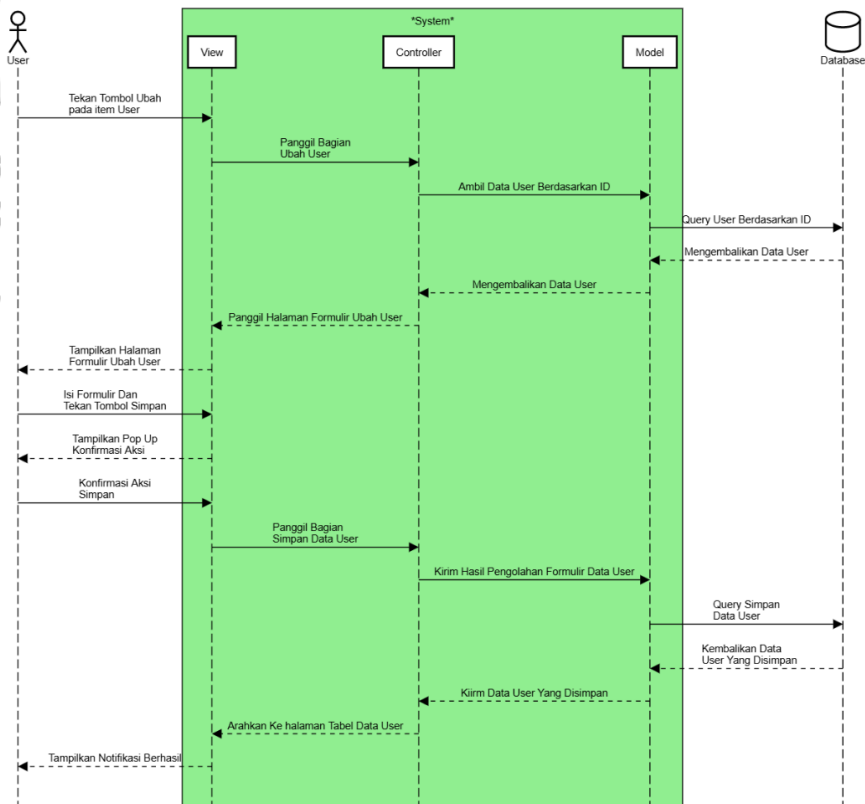 *System*
User
View
Controller
Model
Database
Tekan Tombol Ubah
pada item User
Panggil Bagian
Ubah User
Ambil Data User Berdasarkan ID
Query User Berdasarkan ID
Mengembalikan Data User
Mengembalikan Data User
Panggil Halaman Formulir Ubah User
Tampilkan Halaman
Formulir Ubah User
Isi Formulir Dan
Tekan Tombol Simpan
Tampilkan Pop Up
Konfirmasi Aksi
Konfirmasi Aksi
Simpan
Panggil Bagian
Simpan Data User
Kirim Hasil Pengolahan Formulir Data User
Query Simpan
Data User
Kembalikan Data
User Yang Disimpan
Kiirm Data User Yang Disimpan
Arahkan Ke halaman Tabel Data User
Tampilkan Notifikasi Berhasil